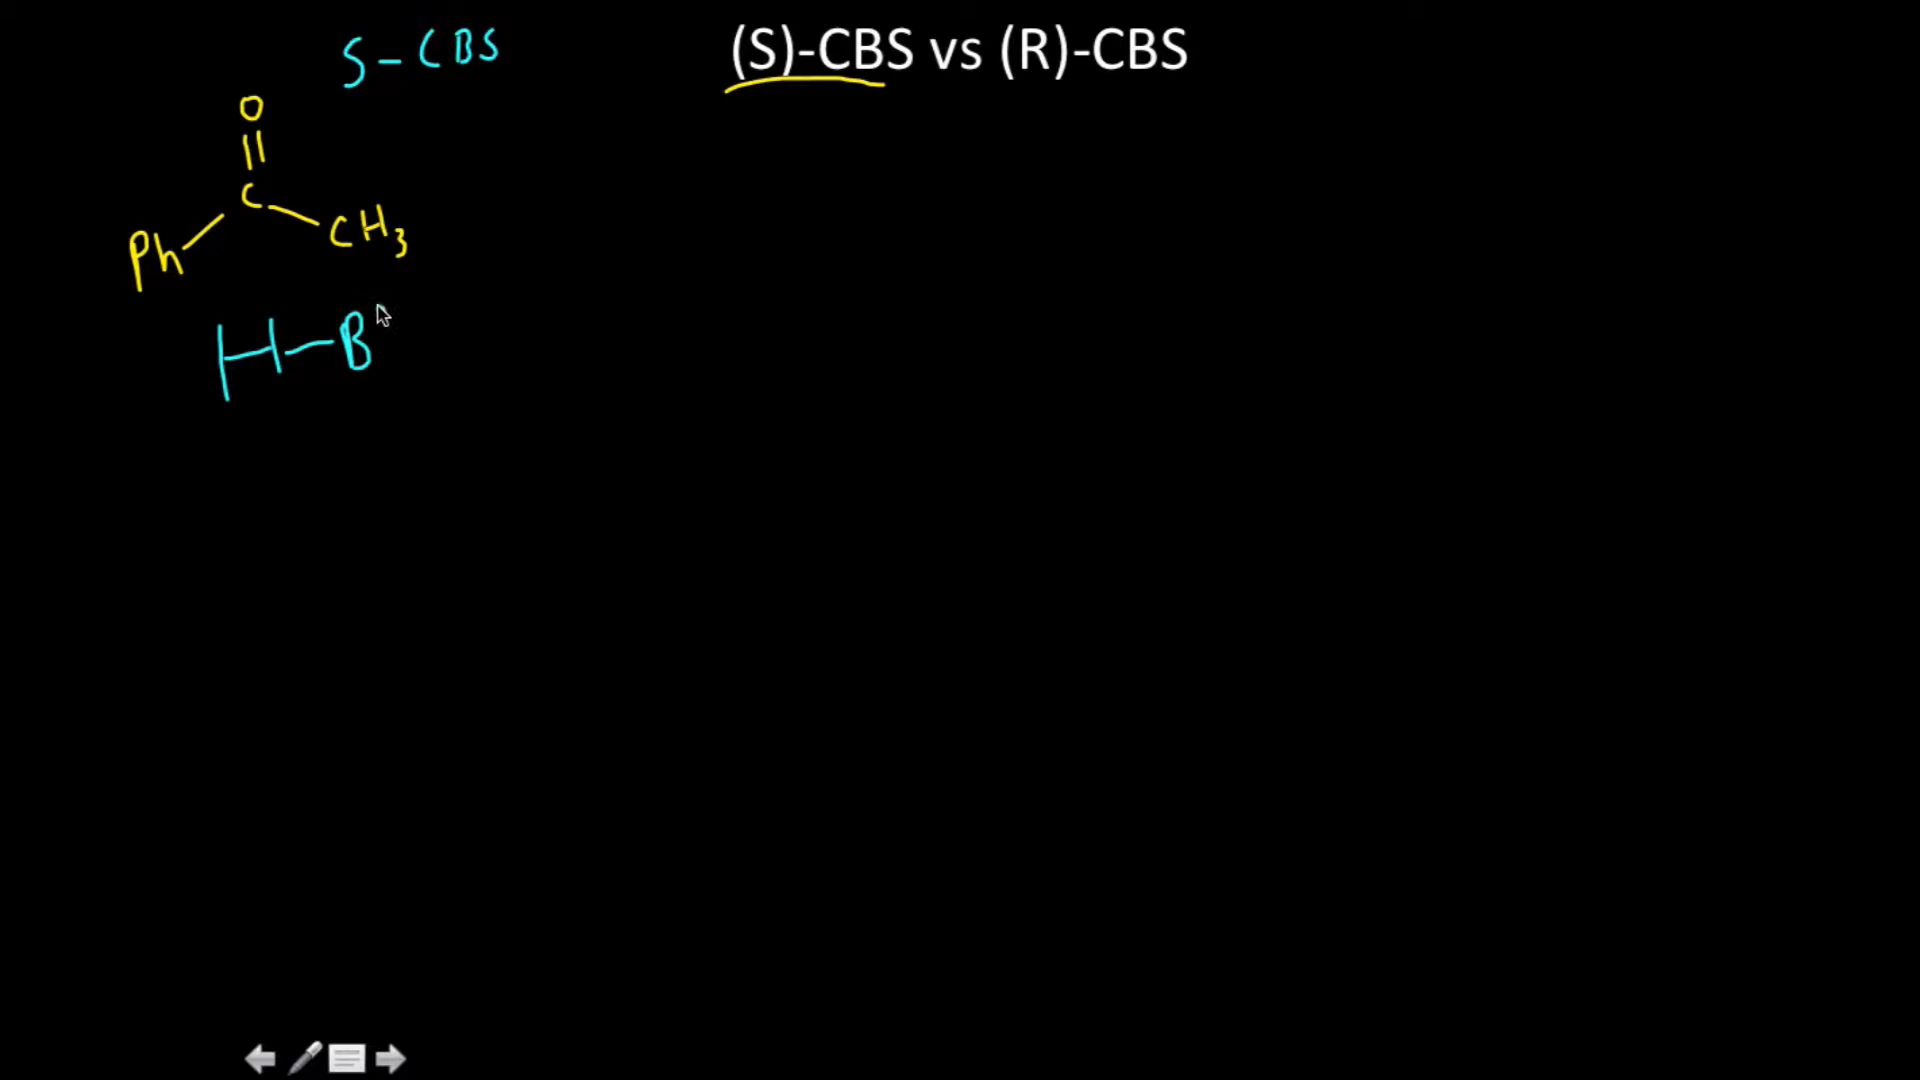 (S)-CBS vs (R)-CBS
S-CBS
O
C
Ph
CH3
H-B